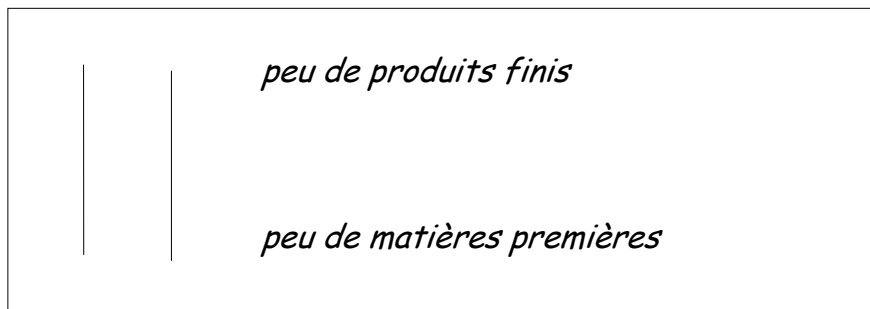 peu de produits finis
peu de matières premières